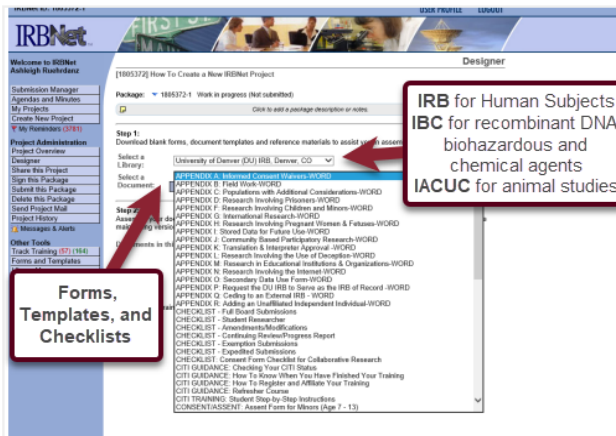 IRBNet ID: 1805372-1
USER PROFILE LOGOUT
IRBNet
Welcome to IRBNet
Ashleigh Ruehrdanz
Submission Manager
Agendas and Minutes
My Projects
Create New Project
My Reminders (3781)
Project Administration
Project Overview
Designer
Share this Project
Sign this Package
Submit this Package
Delete this Package
Send Project Mail
Project History
Messages & Alerts
Other Tools
Track Training (57) (164)
Forms and Templates
Designer
[1805372] How To Create a New IRBNet Project
Package: 1805372-1 Work in progress (Not submitted)
Click to add a package description or notes.
Step 1:
Download blank forms, document templates and reference materials to assist you in
Select a
Library:
University of Denver (DU) IRB, Denver, CO
Select a
Document:
APPENDIX A: Informed Consent Waivers-WORD
APPENDIX B: Field Work-WORD
APPENDIX C: Populations with Additional Considerations-WORD
APPENDIX D: Research Involving Prisoners-WORD
APPENDIX F: Research Involving Children and Minors-WORD
APPENDIX G: International Research-WORD
APPENDIX H: Research Involving Pregnant Women & Fetuses-WORD
APPENDIX I: Stored Data for Future Use-WORD
APPENDIX J: Community Based Participatory Research-WORD
APPENDIX K: Translation & Interpreter Approval -WORD
APPENDIX L: Research Involving the Use of Deception-WORD
APPENDIX M: Research in Educational Institutions & Organizations-WORD
APPENDIX N: Research Involving the Internet-WORD
APPENDIX O: Secondary Data Use Form-WORD
APPENDIX P: Request the DU IRB to Serve as the IRB of Record -WORD
APPENDIX Q: Ceding to an External IRB - WORD
APPENDIX R: Adding an Unaffiliated Independent Individual-WORD
CHECKLIST - Full Board Submissions
CHECKLIST - Student Researcher
CHECKLIST - Amendments/Modifications
CHECKLIST - Continuing Review/Progress Report
CHECKLIST - Exemption Submissions
CHECKLIST - Expedited Submissions
CHECKLIST: Consent Form Checklist for Collaborative Research
CITI GUIDANCE: Checking Your CITI Status
CITI GUIDANCE: How To Know When You Have Finished Your Training
CITI GUIDANCE: How To Register and Affiliate Your Training
CITI GUIDANCE: Refresher Course
CITI TRAINING: Student Step-by-Step Instructions
CONSENT/ASSENT: Assent Form for Minors (Age 7 - 13)
Step
IRB for Human Subjects
IBC for recombinant DNA
biohazardous and
chemical agents
IACUC for animal studies
Forms,
Templates, and
Checklists